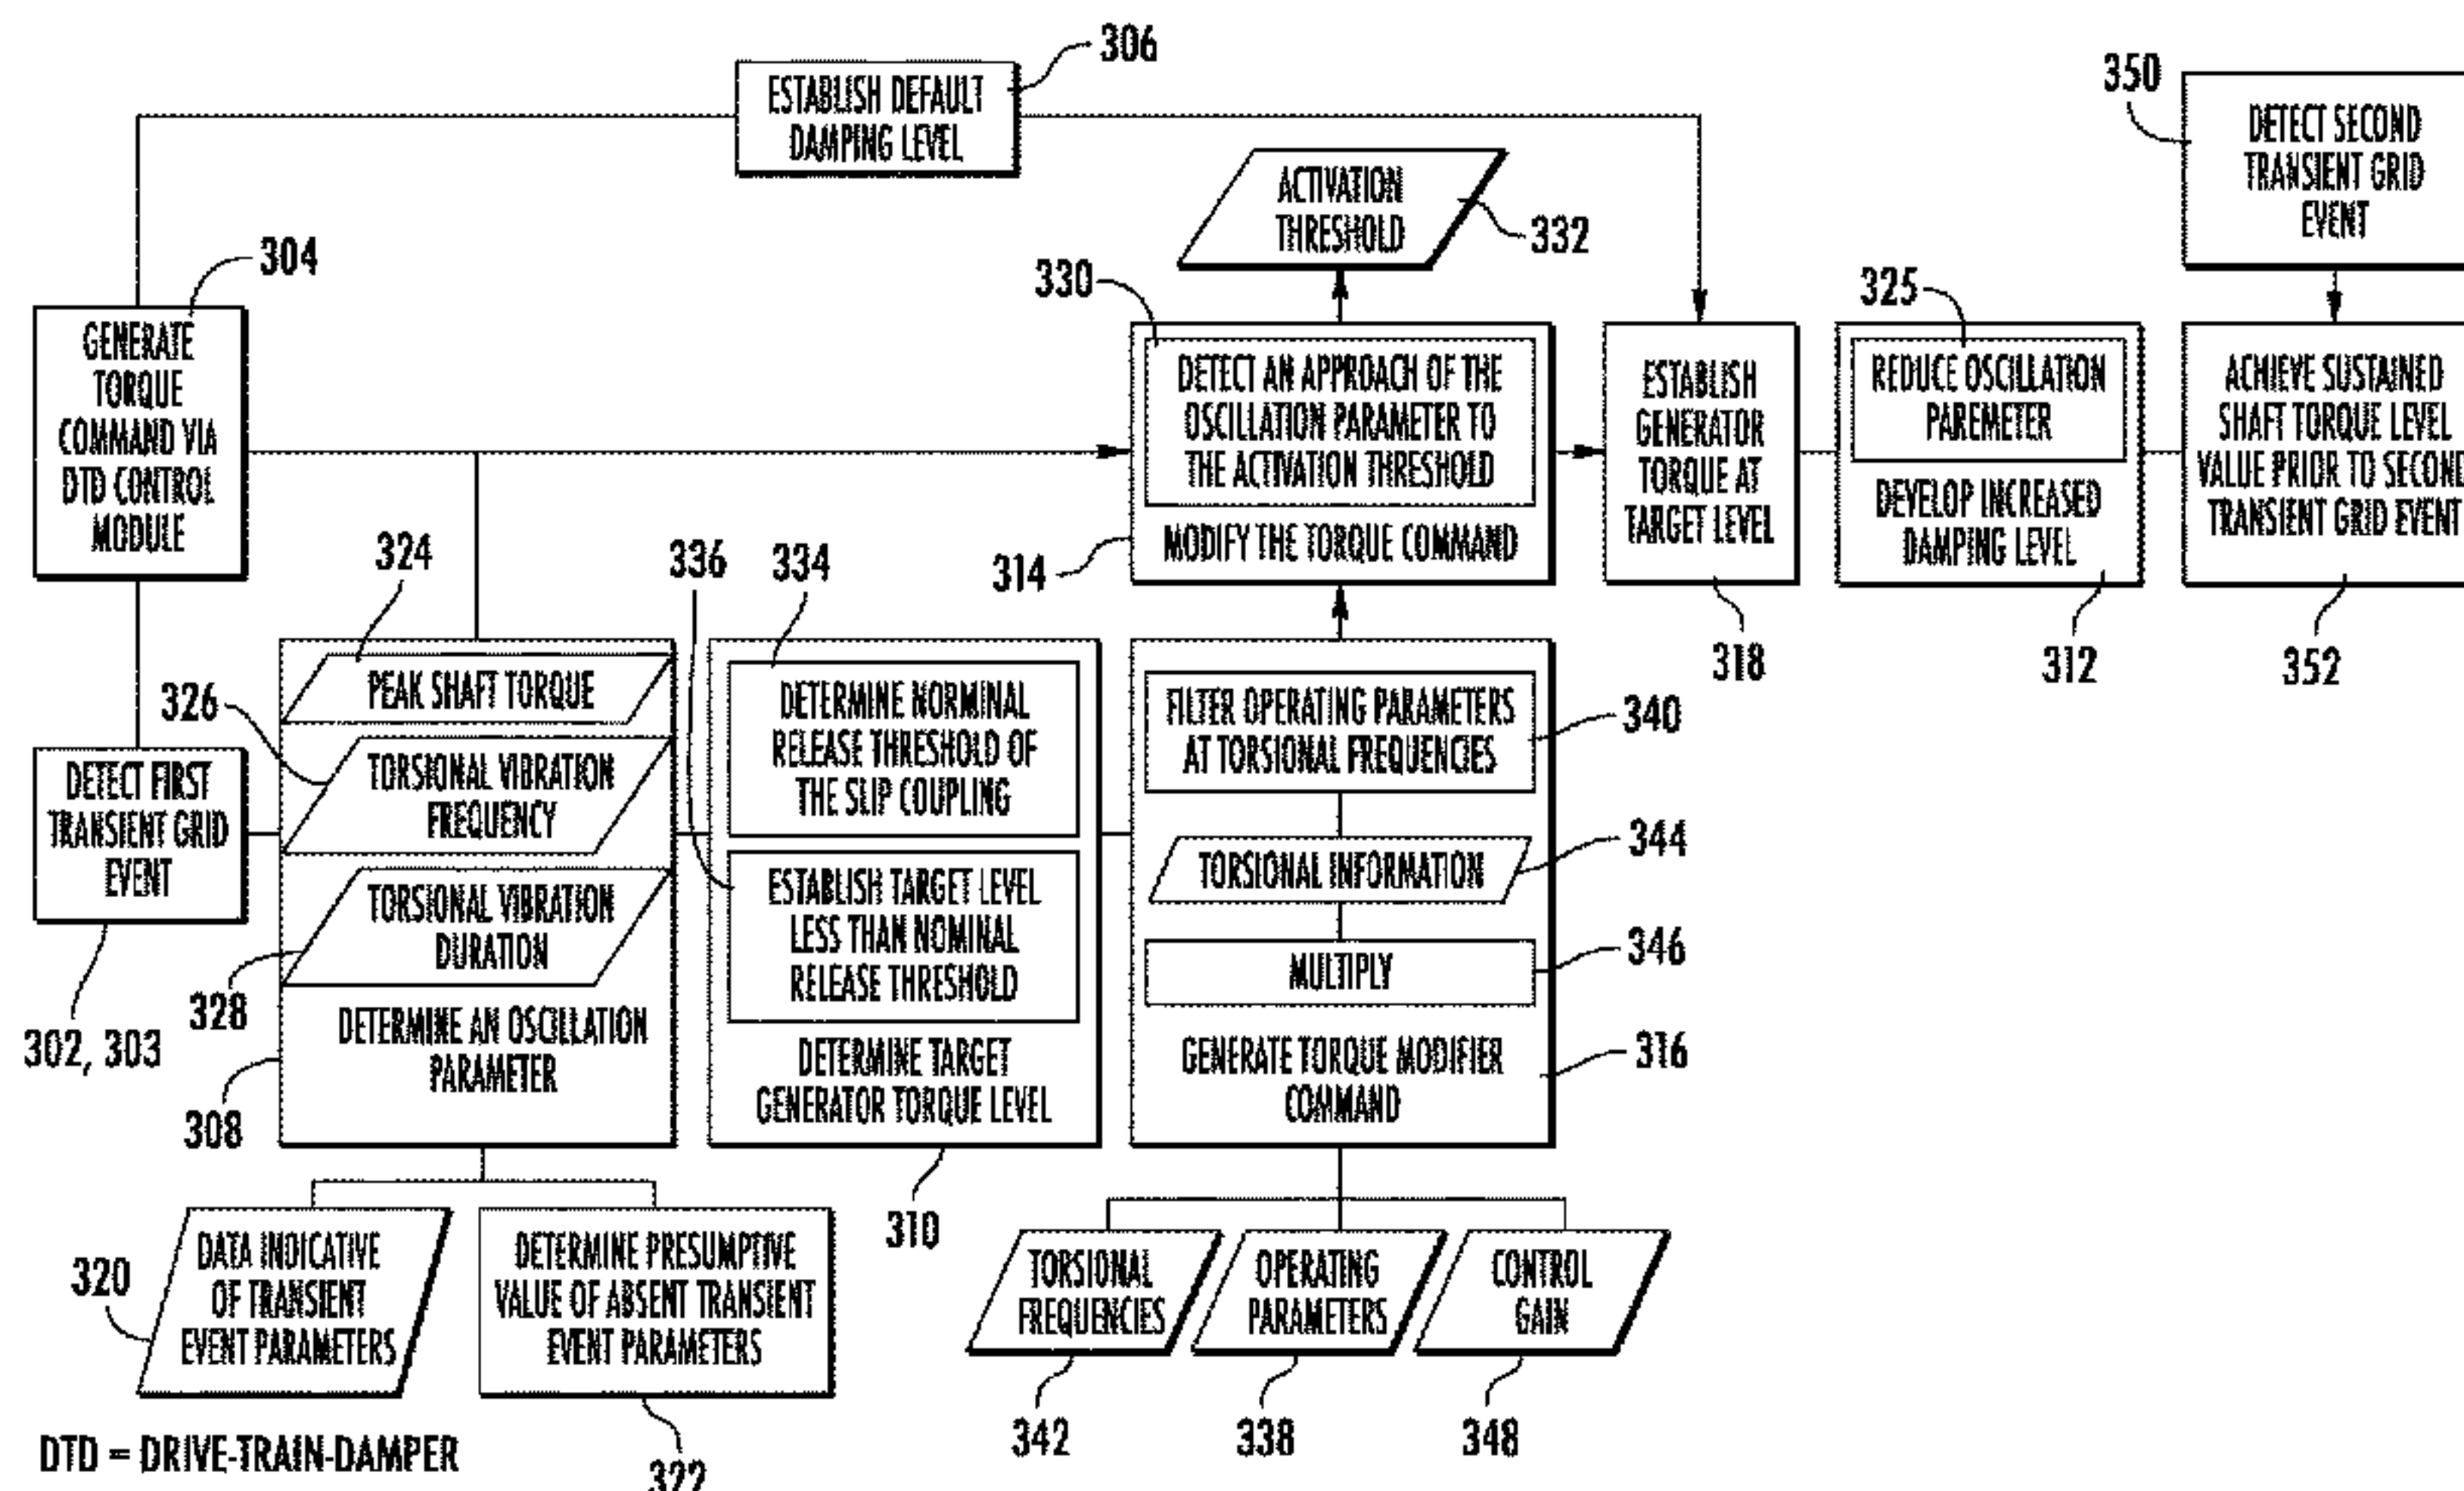 306
ESTABLISH DEFAULT
DAMPING LEVEL
350
DETECT SECOND
TRANSIENT GRID
EVENT
ACTIVATION
THRESHOLD
332
304
GENERATE
TORQUE
COMMAND VIA
DTD CONTROL
MODULE
330
DETECT AN APPROACH OF THE
OSCILLATION PARAMETER TO
THE ACTIVATION THRESHOLD
MODIFY THE TORQUE COMMAND
314
ESTABLISH
GENERATOR
TORQUE AT
TARGET LEVEL
318
325
REDUCE OSCILLATION
PAREMETER
DEVELOP INCREASED
DAMPING LEVEL
312
ACHIEVE SUSTAINED
SHAFT TORQUE LEVEL
VALUE PRIOR TO SECOND
TRANSIENT GRID EVENT
352
DETECT FIRST
TRANSIENT GRID
EVENT
302, 303
324
PEAK SHAFT TORQUE
326
TORSIONAL VIBRATION
FREQUENCY
TORSIONAL VIBRATION
DURATION
328
DETERMINE AN OSCILLATION
PARAMETER
308
336
334
DETERMINE NORMINAL
RELEASE THRESHOLD OF
THE SLIP COUPLING
ESTABLISH TARGET LEVEL
LESS THAN NOMINAL
RELEASE THRESHOLD
DETERMINE TARGET
GENERATOR TORQUE LEVEL
310
FILTER OPERATING PARAMETERS
AT TORSIONAL FREQUENCIES
340
TORSIONAL INFORMATION
344
MULTIPLY
346
GENERATE TORQUE MODIFIER
COMMAND
316
320
DATA INDICATIVE
OF TRANSIENT
EVENT PARAMETERS
DETERMINE PRESUMPTIVE
VALUE OF ABSENT TRANSIENT
EVENT PARAMETERS
322
TORSIONAL
FREQUENCIES
342
OPERATING
PARAMETERS
338
CONTROL
GAIN
348
DTD = DRIVE-TRAIN-DAMPER